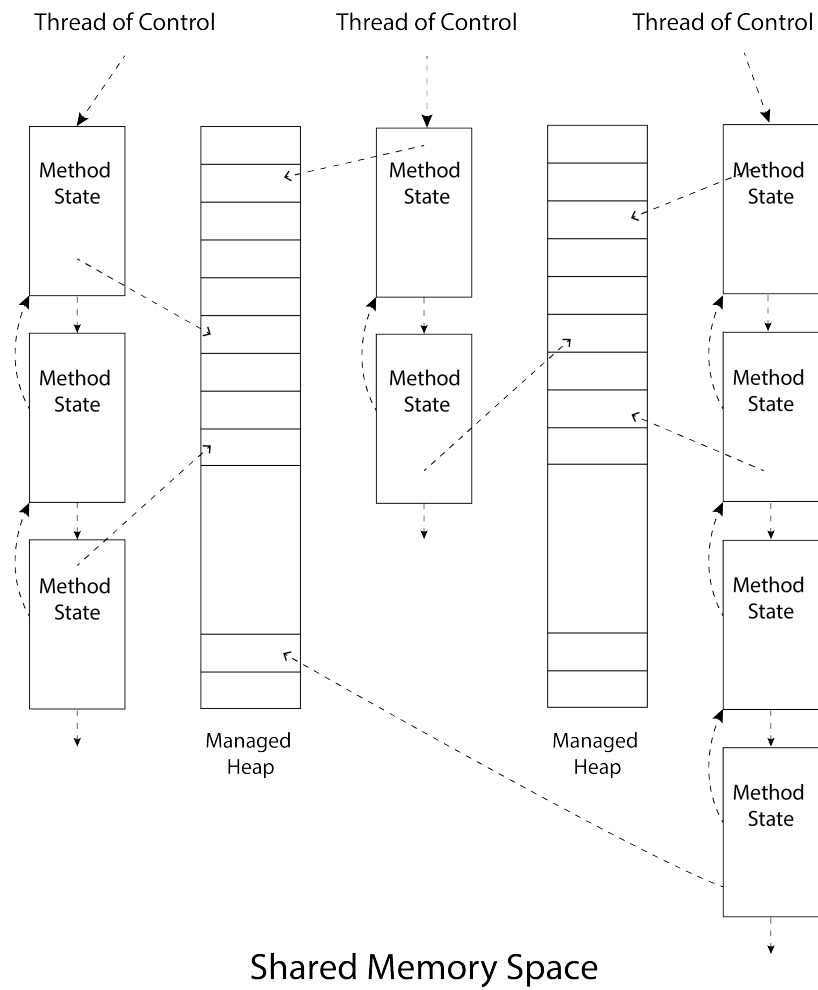 Thread of Control
Thread of Control
Thread of Control
Method
State
Method
State
Method
State
Method
State
Method
State
Method
State
Method
State
Method
State
Method
State
Managed
Heap
Managed
Heap
Shared Memory Space